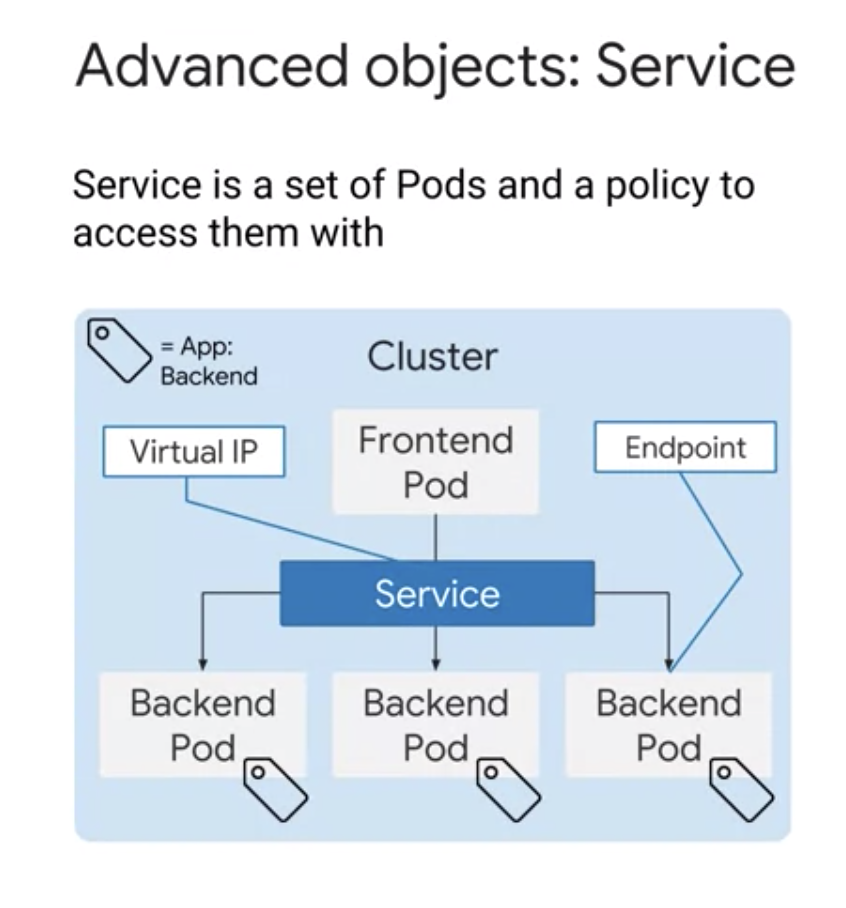 Advanced objects: Service
Service is a set of Pods and a policy to
access them with
= App:
Backend
Cluster
Virtual IP
Frontend
Pod
Endpoint
Service
Backend
Pod
Backend
Pod
Backend
Pod